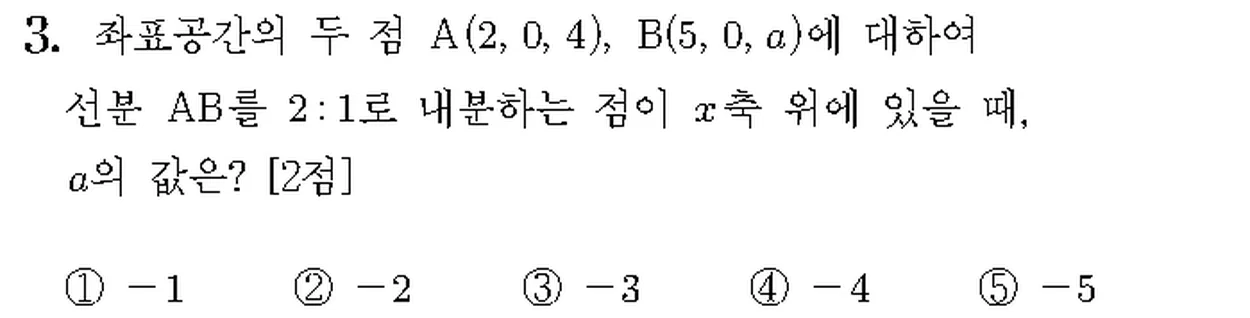 3. 좌표공간의 두 점 A(2, 0, 4), B(5, 0, a)에 대하여
선분 AB를 2:1로 내분하는 점이 x축 위에 있을 때,
a의 값은? [2점]
① -1 ② -2 ③ -3 ④ -4 ⑤ -5